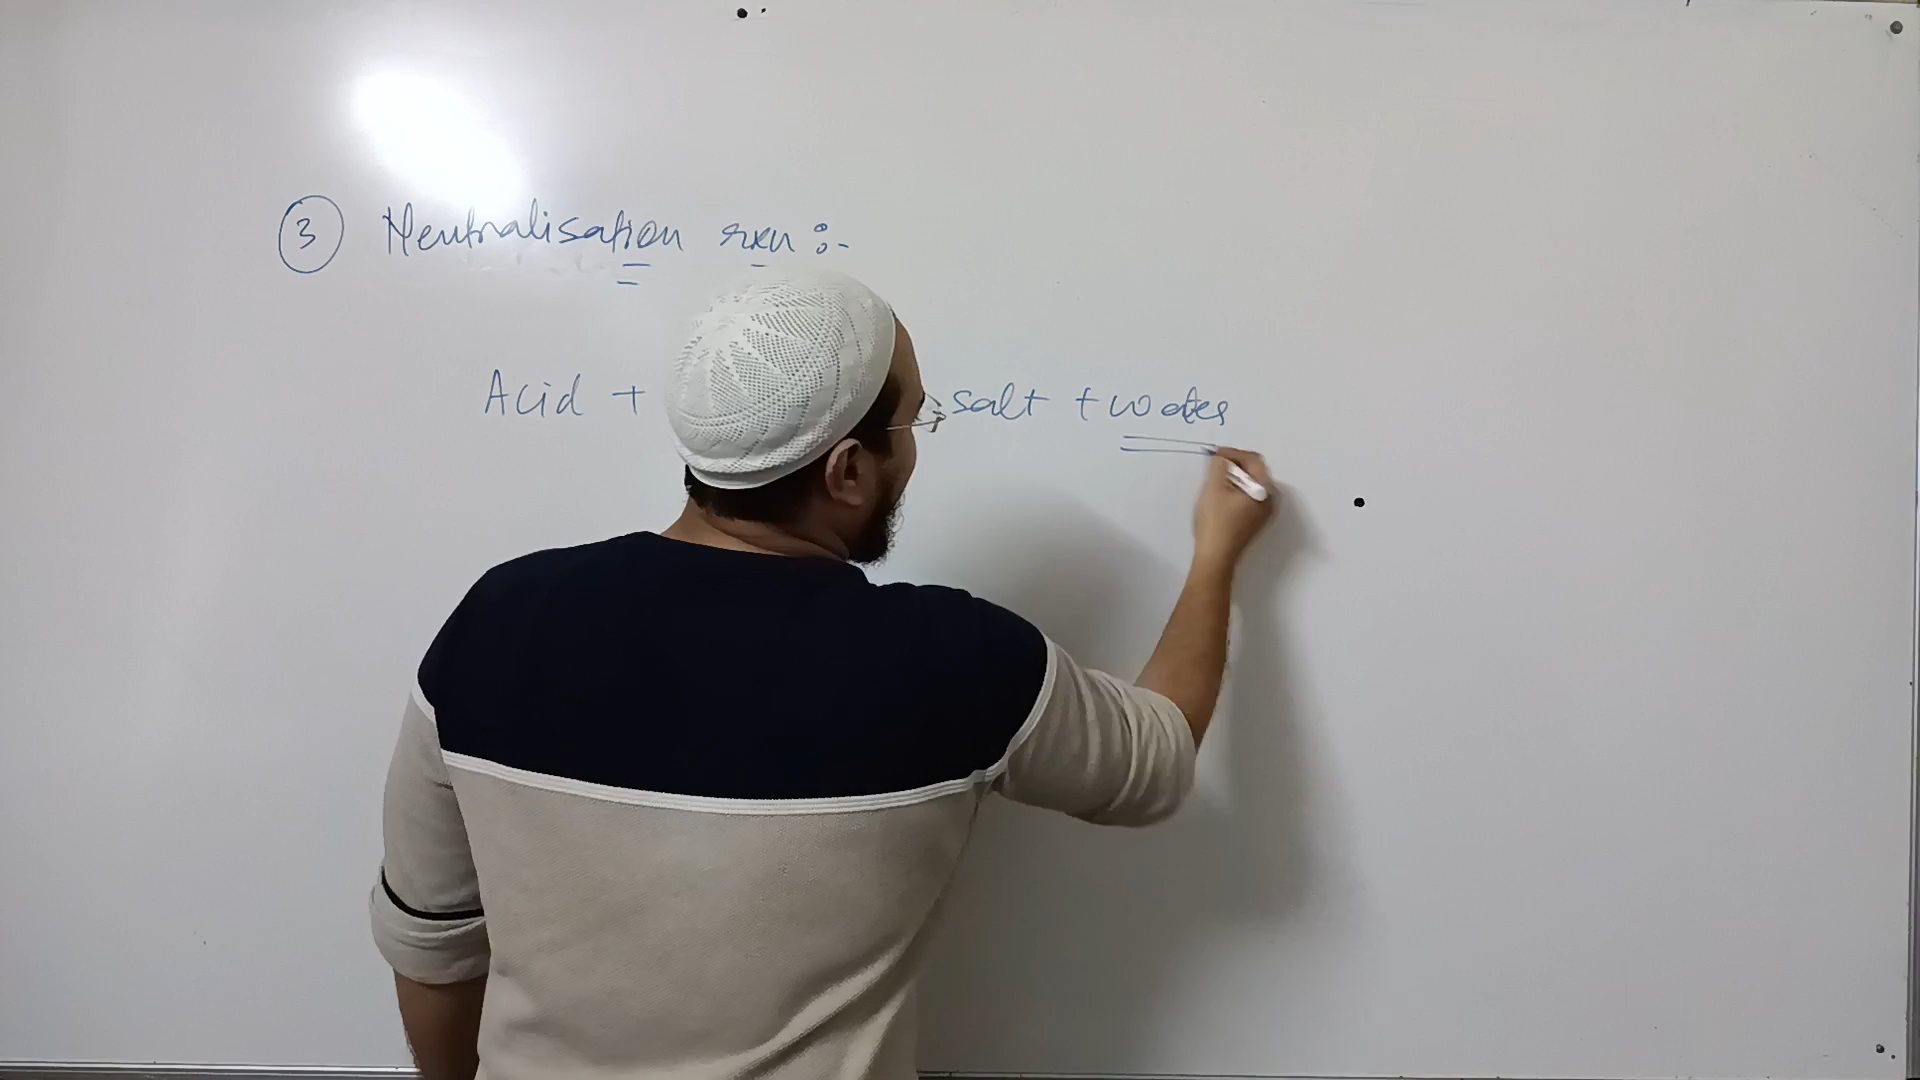 3 Neutralisation rxn :-
Acid + salt + water